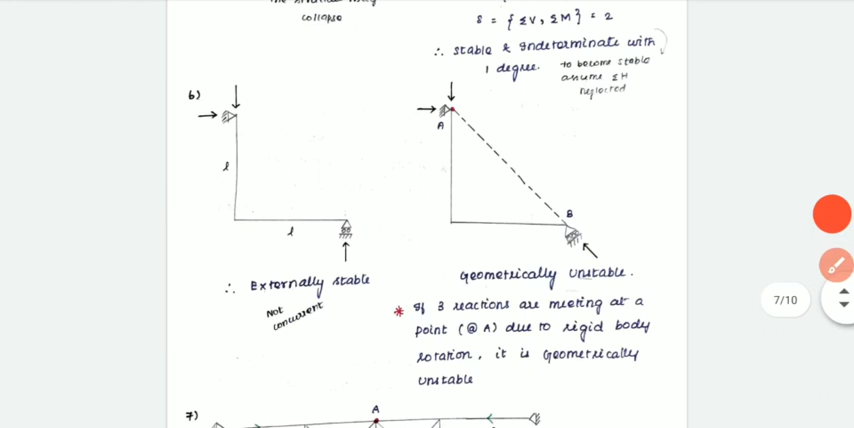 collapse
S = { ΣV, ΣM } = 2
∴ stable & Indeterminate with
1 degree.
to become stable
assume ΣH
neglected
6)
A
l
l
B
∴ Externally stable
Not
concurrent
Geometrically Unstable.
* If 3 reactions are meeting at a
point (@ A) due to rigid body
rotation, it is Geometrically
Unstable
7/10
7)
A